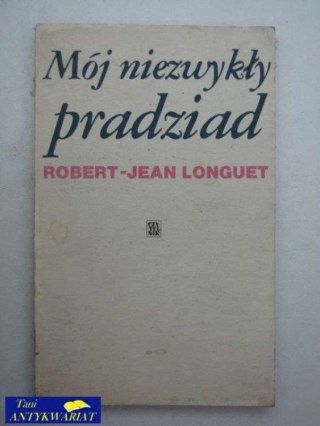 Mój niezwykły
pradziad
ROBERT-JEAN LONGUET
Tani
ANTYKWARIAT